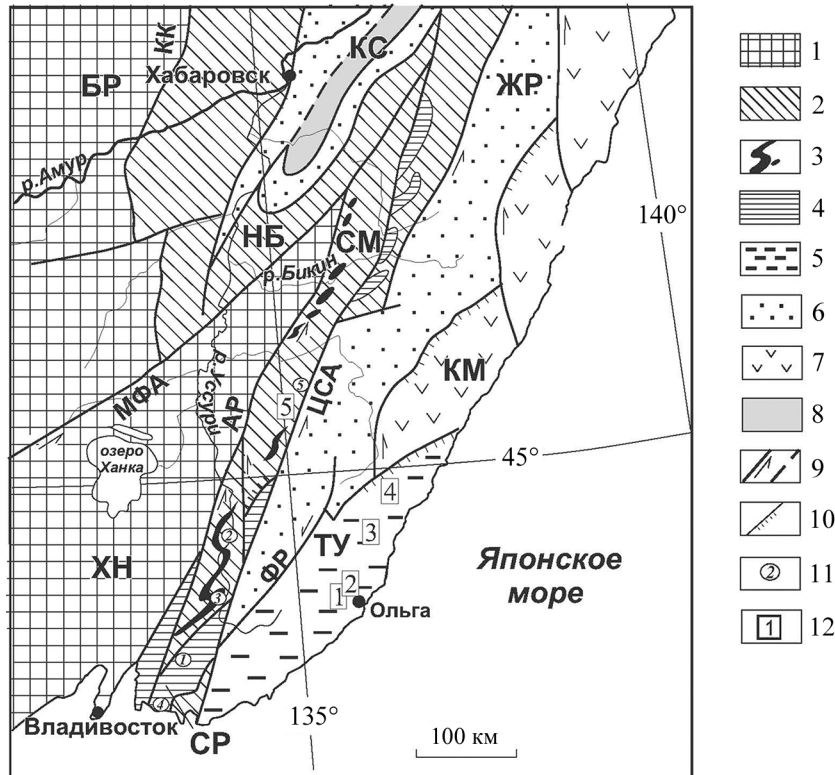 КК
КС
Хабаровск
БР
ЖР
р.Амур
140°
НБ
СМ
р.Бикин
КМ
МФА
р.Уссури
АР
5
5
ЦСА
45°
озеро
Ханка
4
2
3
ТУ
ХН
ФР
Японское
море
3
1
2
Ольга
1
4
135°
Владивосток
СР
100 км
1
2
3
4
5
6
7
8
9
10
2
11
1
12